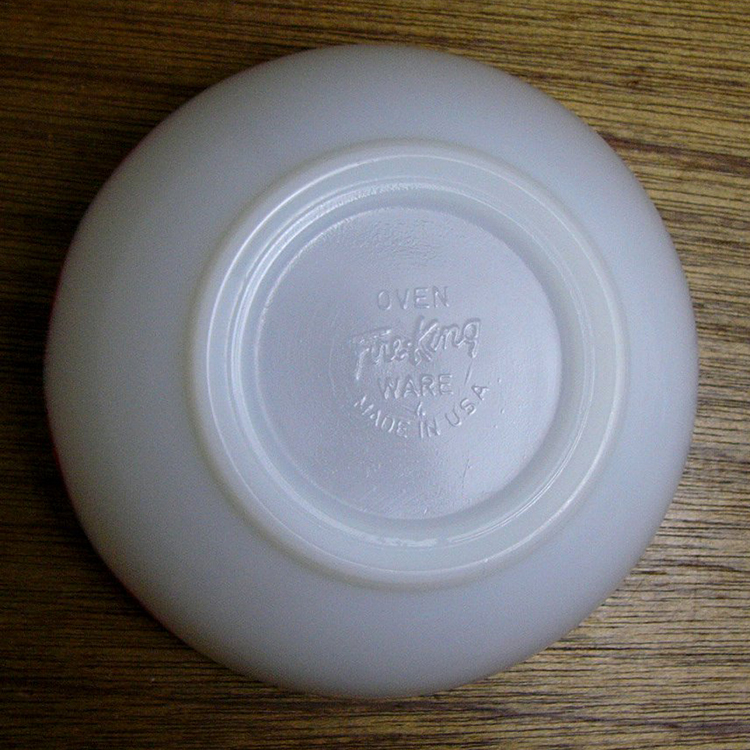 OVEN
Fire-King
WARE
MADE IN USA